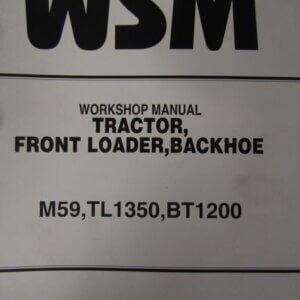 WSM
WORKSHOP MANUAL
TRACTOR,
FRONT LOADER,BACKHOE
M59,TL1350,BT1200